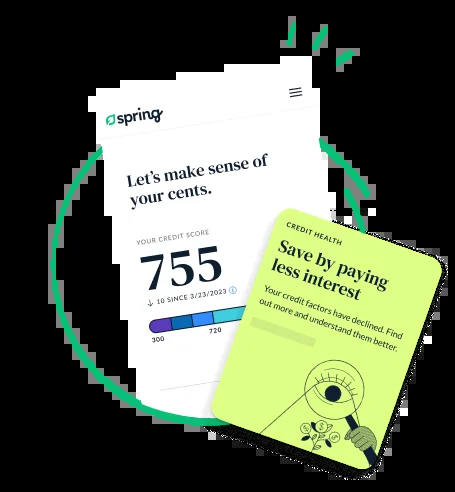 spring
Let's make sense of
your cents.
YOUR CREDIT SCORE
755
↓ 10 SINCE 3/23/2023 ⓘ
300
720
CREDIT HEALTH
Save by paying
less interest
Your credit factors have declined. Find
out more and understand them better.
$
$
$